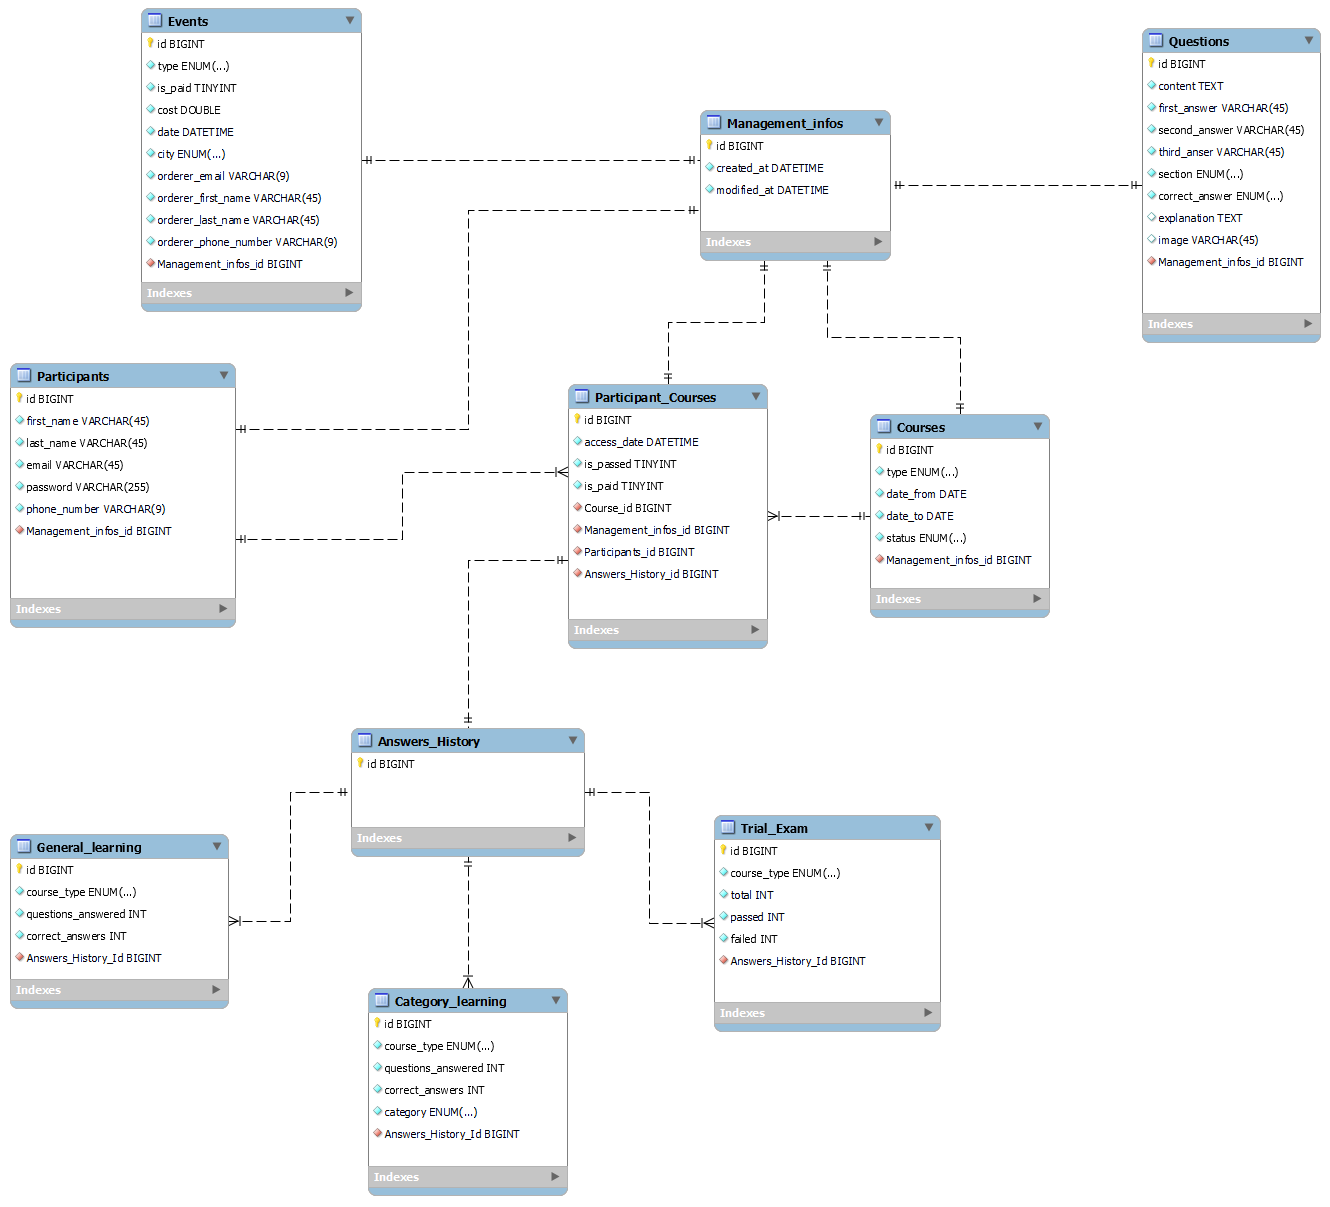 Events
id BIGINT
type ENUM(...)
is_paid TINYINT
cost DOUBLE
date DATETIME
city ENUM(...)
orderer_email VARCHAR(9)
orderer_first_name VARCHAR(45)
orderer_last_name VARCHAR(45)
orderer_phone_number VARCHAR(9)
Management_infos_id BIGINT
Indexes
Management_infos
id BIGINT
created_at DATETIME
modified_at DATETIME
Indexes
Questions
id BIGINT
content TEXT
first_answer VARCHAR(45)
second_answer VARCHAR(45)
third_anser VARCHAR(45)
section ENUM(...)
correct_answer ENUM(...)
explanation TEXT
image VARCHAR(45)
Management_infos_id BIGINT
Indexes
Participants
id BIGINT
first_name VARCHAR(45)
last_name VARCHAR(45)
email VARCHAR(45)
password VARCHAR(255)
phone_number VARCHAR(9)
Management_infos_id BIGINT
Indexes
Participant_Courses
id BIGINT
access_date DATETIME
is_passed TINYINT
is_paid TINYINT
Course_id BIGINT
Management_infos_id BIGINT
Participants_id BIGINT
Answers_History_id BIGINT
Indexes
Courses
id BIGINT
type ENUM(...)
date_from DATE
date_to DATE
status ENUM(...)
Management_infos_id BIGINT
Indexes
Answers_History
id BIGINT
Indexes
General_learning
id BIGINT
course_type ENUM(...)
questions_answered INT
correct_answers INT
Answers_History_Id BIGINT
Indexes
Trial_Exam
id BIGINT
course_type ENUM(...)
total INT
passed INT
failed INT
Answers_History_Id BIGINT
Indexes
Category_learning
id BIGINT
course_type ENUM(...)
questions_answered INT
correct_answers INT
category ENUM(...)
Answers_History_Id BIGINT
Indexes